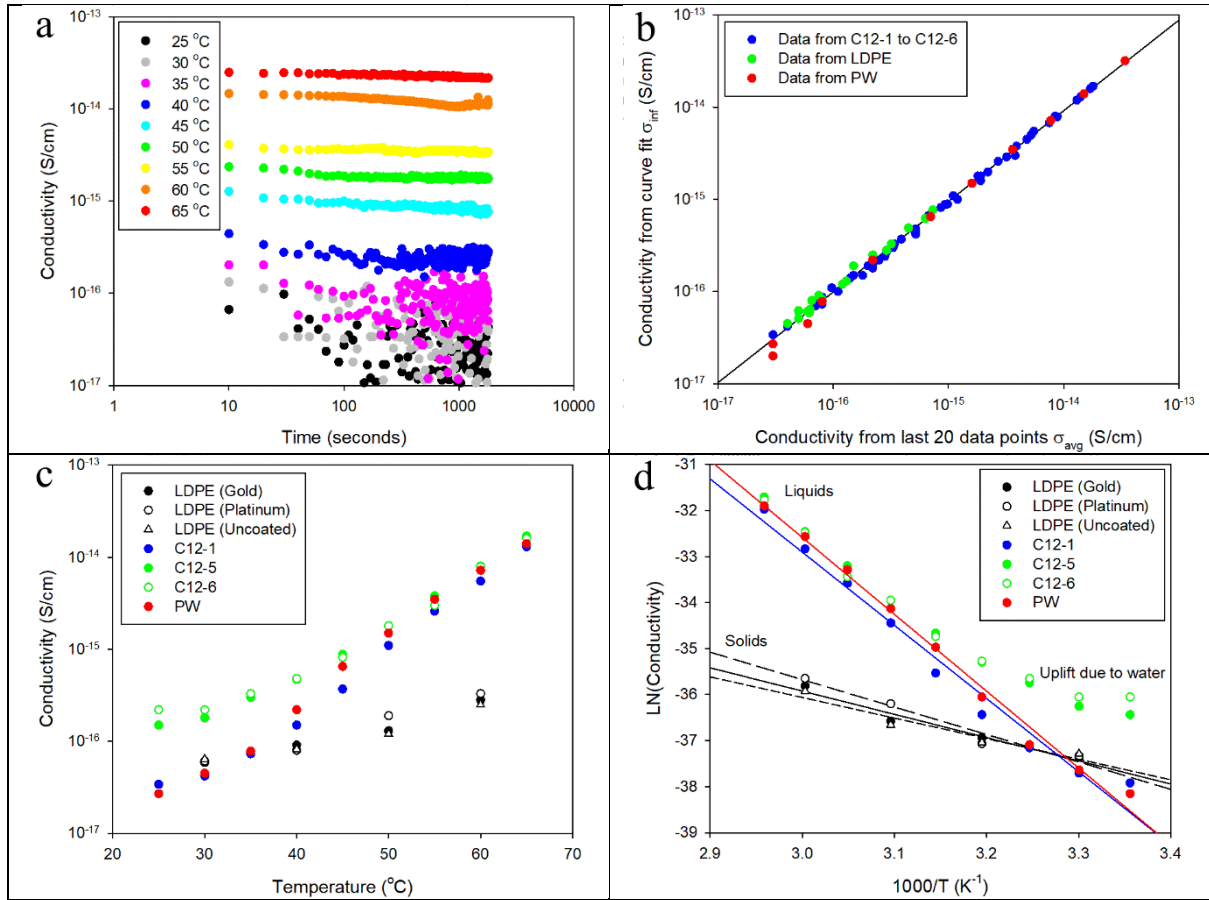 a
10⁻¹³
10⁻¹⁴
10⁻¹⁵
10⁻¹⁶
10⁻¹⁷
Conductivity (S/cm)
25 °C
30 °C
35 °C
40 °C
45 °C
50 °C
55 °C
60 °C
65 °C
1 10 100 1000 10000
Time (seconds)
b
10⁻¹³
10⁻¹⁴
10⁻¹⁵
10⁻¹⁶
10⁻¹⁷
Conductivity from curve fit σinf (S/cm)
Data from C12-1 to C12-6
Data from LDPE
Data from PW
10⁻¹⁷ 10⁻¹⁶ 10⁻¹⁵ 10⁻¹⁴ 10⁻¹³
Conductivity from last 20 data points σavg (S/cm)
c
10⁻¹³
10⁻¹⁴
10⁻¹⁵
10⁻¹⁶
10⁻¹⁷
Conductivity (S/cm)
LDPE (Gold)
LDPE (Platinum)
LDPE (Uncoated)
C12-1
C12-5
C12-6
PW
20 30 40 50 60 70
Temperature (°C)
d
-31
-32
-33
-34
-35
-36
-37
-38
-39
LN(Conductivity)
Liquids
Solids
Uplift due to water
LDPE (Gold)
LDPE (Platinum)
LDPE (Uncoated)
C12-1
C12-5
C12-6
PW
2.9 3.0 3.1 3.2 3.3 3.4
1000/T (K⁻¹)